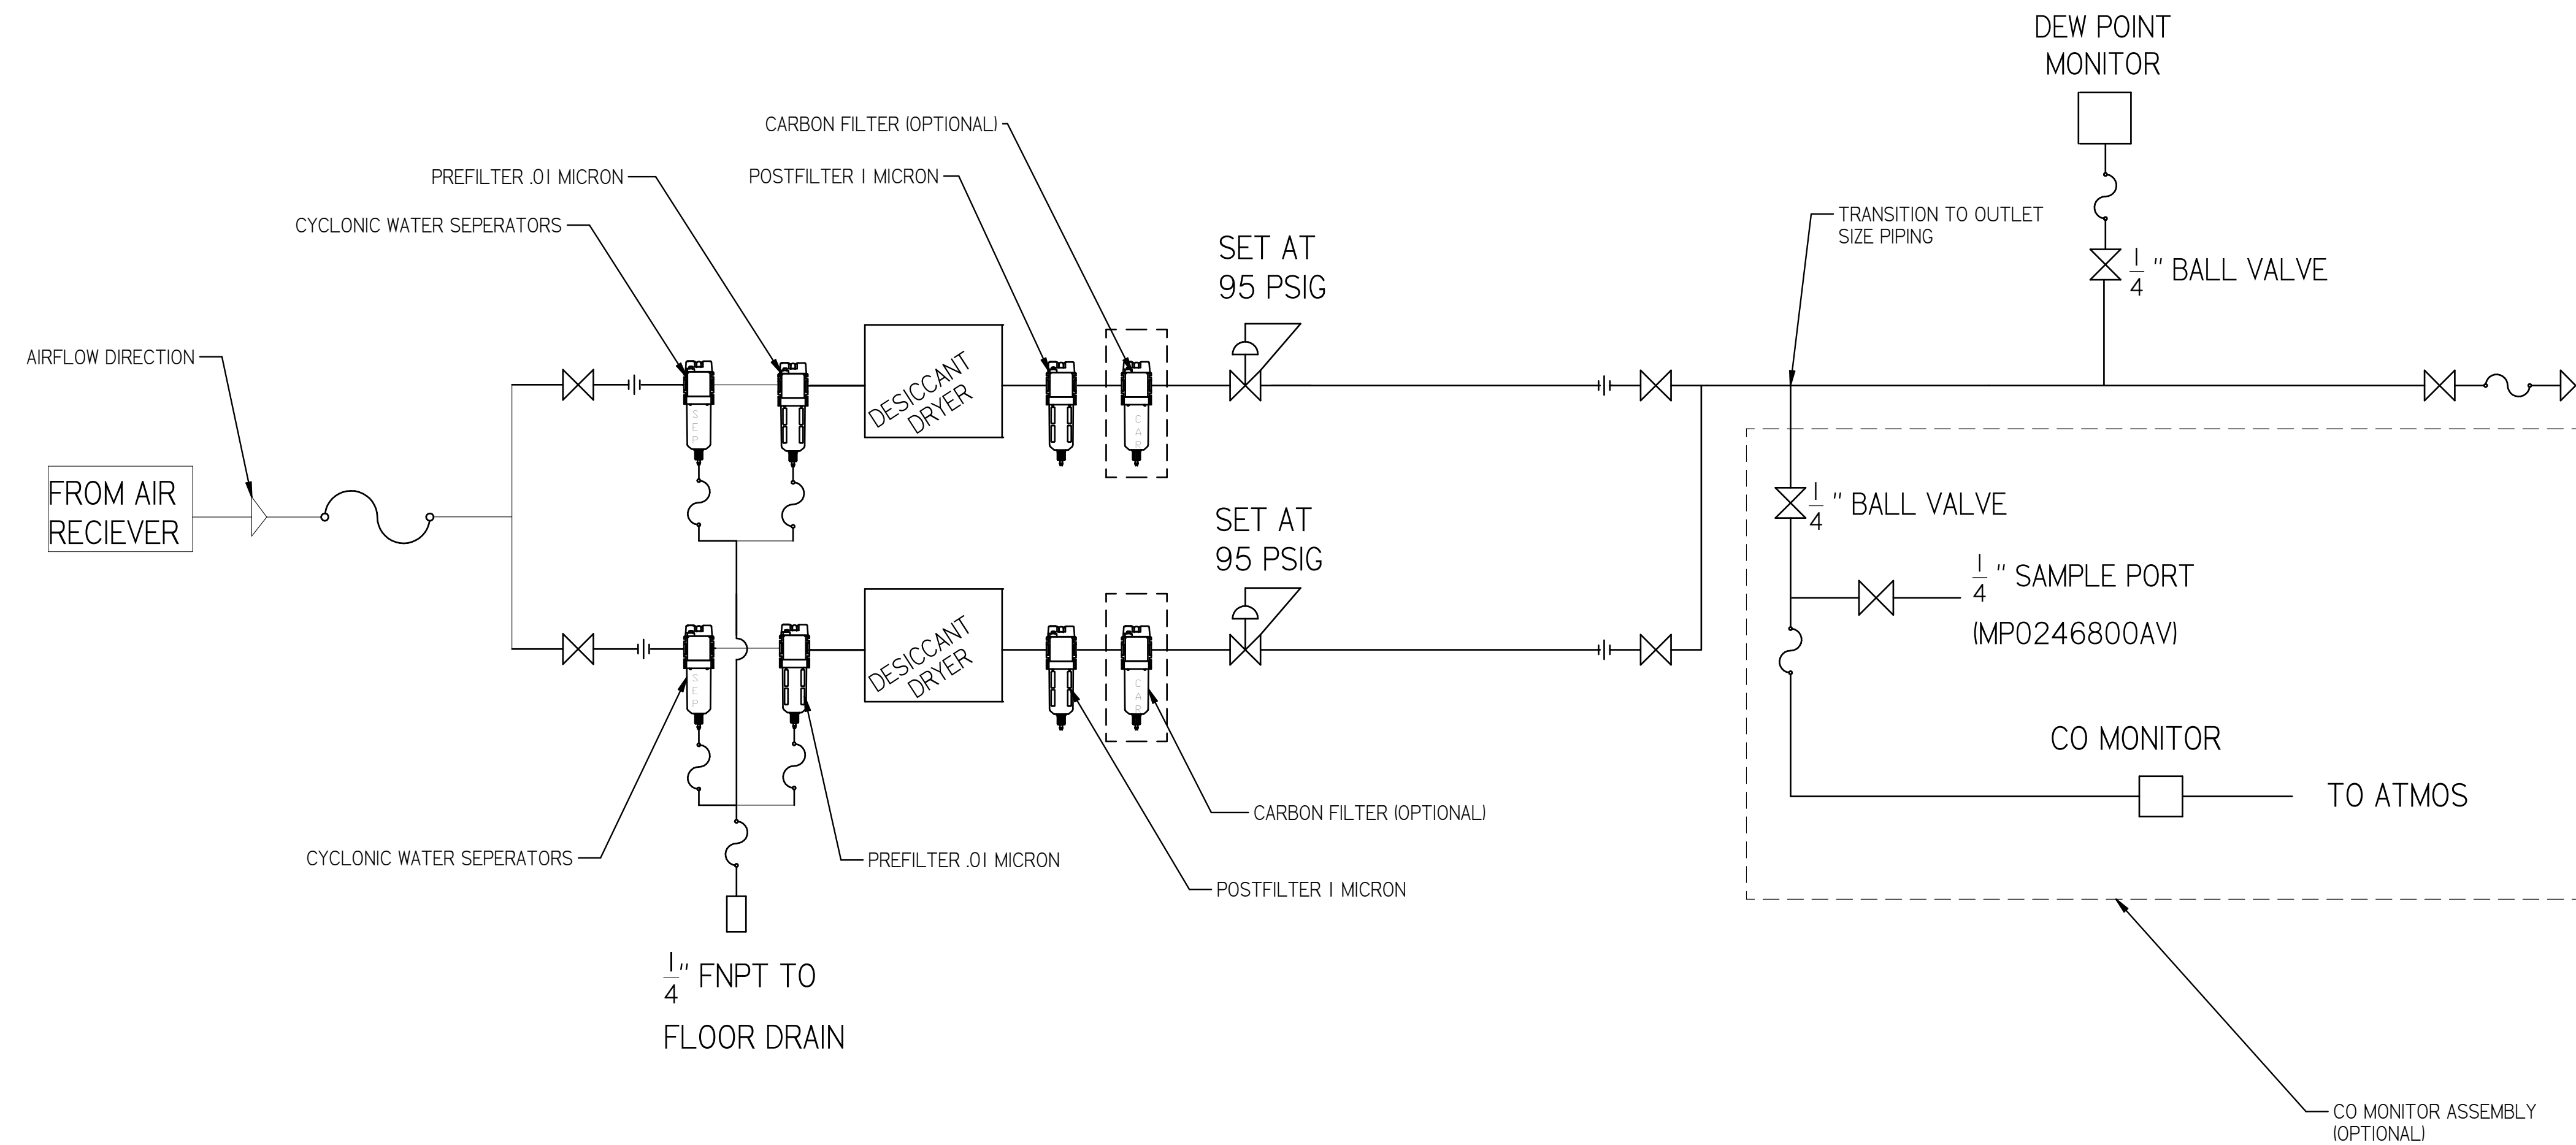 DEW POINT
MONITOR
CARBON FILTER (OPTIONAL)
PREFILTER .01 MICRON
POSTFILTER 1 MICRON
CYCLONIC WATER SEPERATORS
TRANSITION TO OUTLET
SIZE PIPING
SET AT
95 PSIG
1/4 " BALL VALVE
AIRFLOW DIRECTION
DESICCANT
DRYER
SEP
CAR
FROM AIR
RECIEVER
1/4 " BALL VALVE
SET AT
95 PSIG
1/4 " SAMPLE PORT
(MP0246800AV)
DESICCANT
DRYER
SEP
CAR
CO MONITOR
TO ATMOS
CARBON FILTER (OPTIONAL)
CYCLONIC WATER SEPERATORS
PREFILTER .01 MICRON
POSTFILTER 1 MICRON
1/4" FNPT TO
FLOOR DRAIN
CO MONITOR ASSEMBLY
(OPTIONAL)